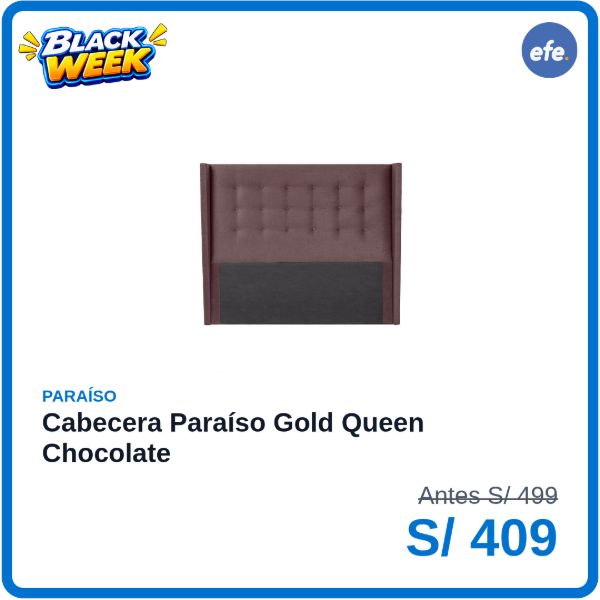 BLACK
WEEK
efe.
PARAÍSO
Cabecera Paraíso Gold Queen
Chocolate
Antes S/ 499
S/ 409